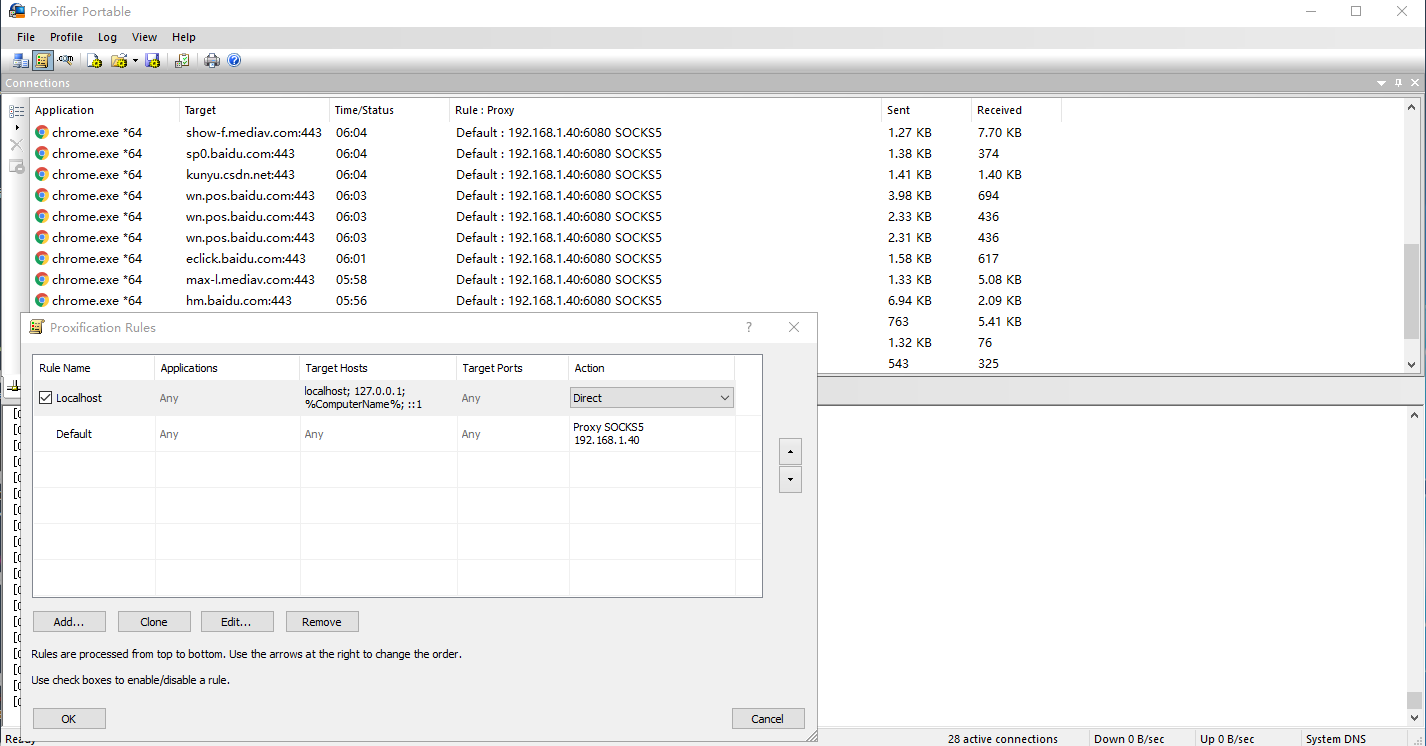 Proxifier Portable
File Profile Log View Help
Connections
Application Target Time/Status Rule : Proxy Sent Received
chrome.exe *64 show-f.mediav.com:443 06:04 Default : 192.168.1.40:6080 SOCKS5 1.27 KB 7.70 KB
chrome.exe *64 sp0.baidu.com:443 06:04 Default : 192.168.1.40:6080 SOCKS5 1.38 KB 374
chrome.exe *64 kunyu.csdn.net:443 06:04 Default : 192.168.1.40:6080 SOCKS5 1.41 KB 1.40 KB
chrome.exe *64 wn.pos.baidu.com:443 06:03 Default : 192.168.1.40:6080 SOCKS5 3.98 KB 694
chrome.exe *64 wn.pos.baidu.com:443 06:03 Default : 192.168.1.40:6080 SOCKS5 2.33 KB 436
chrome.exe *64 wn.pos.baidu.com:443 06:03 Default : 192.168.1.40:6080 SOCKS5 2.31 KB 436
chrome.exe *64 eclick.baidu.com:443 06:01 Default : 192.168.1.40:6080 SOCKS5 1.58 KB 617
chrome.exe *64 max-l.mediav.com:443 05:58 Default : 192.168.1.40:6080 SOCKS5 1.33 KB 5.08 KB
chrome.exe *64 hm.baidu.com:443 05:56 Default : 192.168.1.40:6080 SOCKS5 6.94 KB 2.09 KB
763 5.41 KB
1.32 KB 76
543 325
Proxification Rules
Rule Name Applications Target Hosts Target Ports Action
Localhost Any localhost; 127.0.0.1; %ComputerName%; ::1 Any Direct
Default Any Any Any Proxy SOCKS5 192.168.1.40
Add... Clone Edit... Remove
Rules are processed from top to bottom. Use the arrows at the right to change the order.
Use check boxes to enable/disable a rule.
OK Cancel
Ready 28 active connections Down 0 B/sec Up 0 B/sec System DNS